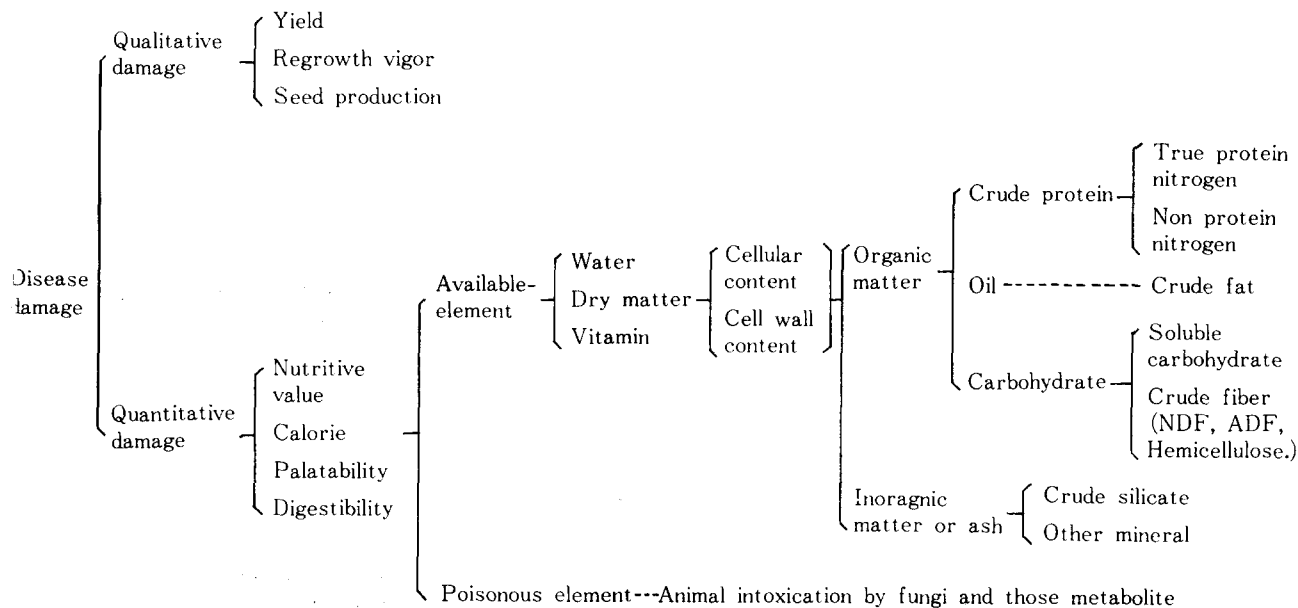 Qualitative
damage
Yield
Regrowth vigor
Seed production
Disease
damage
Quantitative
damage
Nutritive
value
Calorie
Palatability
Digestibility
Available-
element
Water
Dry matter
Vitamin
Cellular
content
Cell wall
content
Organic
matter
Crude protein
True protein
nitrogen
Non protein
nitrogen
Oil
Crude fat
Carbohydrate
Soluble
carbohydrate
Crude fiber
(NDF, ADF,
Hemicellulose.)
Inoragnic
matter or ash
Crude silicate
Other mineral
Poisonous element---Animal intoxication by fungi and those metabolite